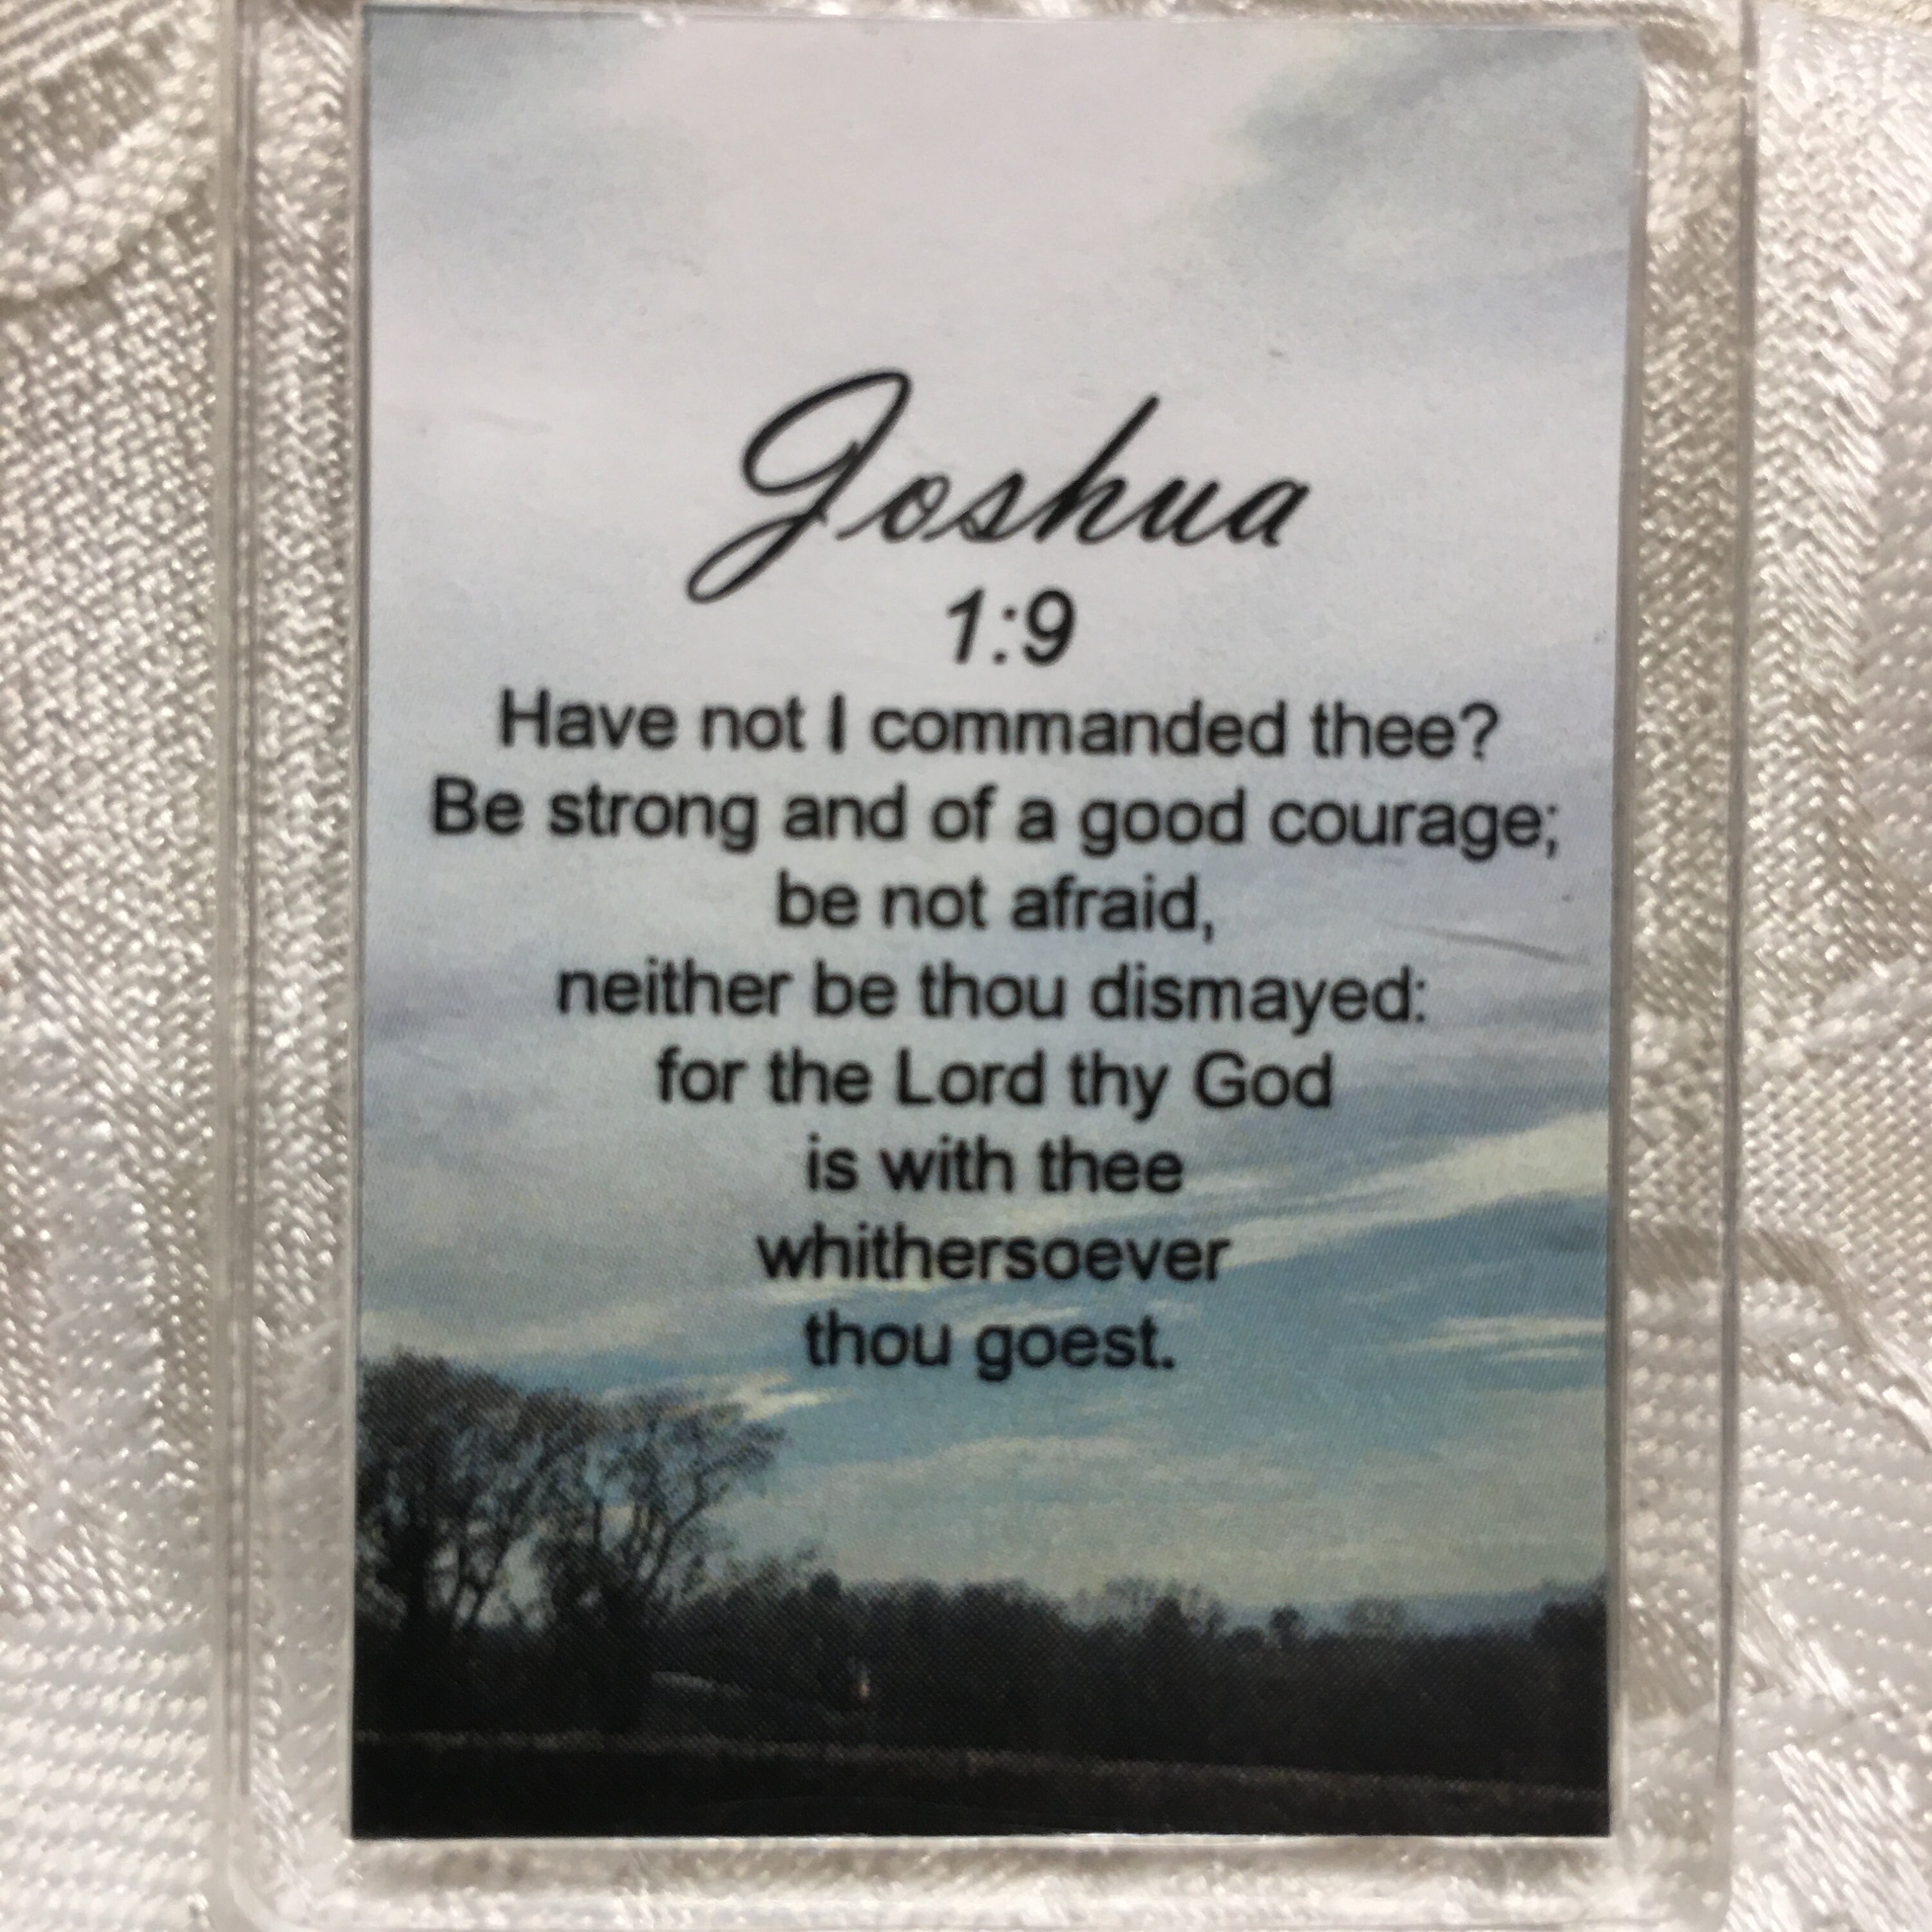 Joshua
1:9
Have not I commanded thee?
Be strong and of a good courage;
be not afraid,
neither be thou dismayed:
for the Lord thy God
is with thee
whithersoever
thou goest.